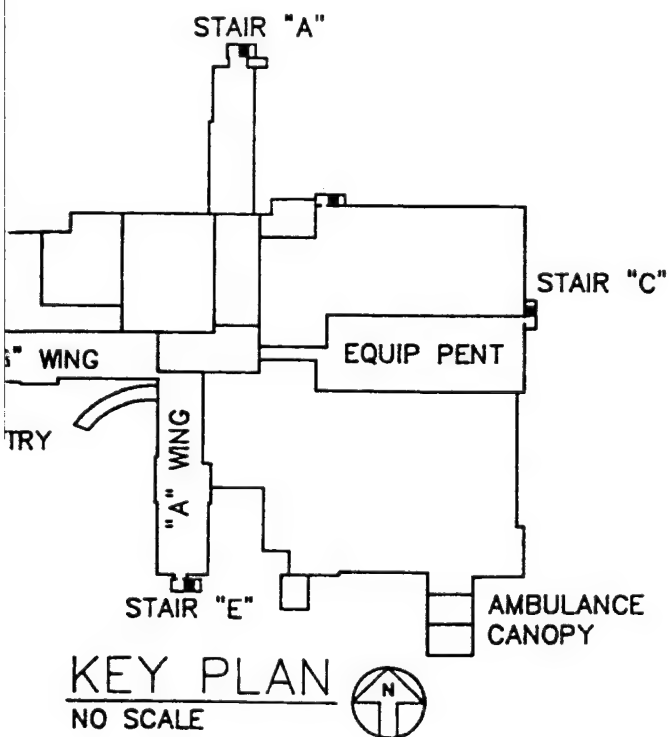 STAIR "A"
STAIR "C"
EQUIP PENT
" WING
TRY
"A" WING
STAIR "E"
AMBULANCE
CANOPY
KEY PLAN
N
NO SCALE